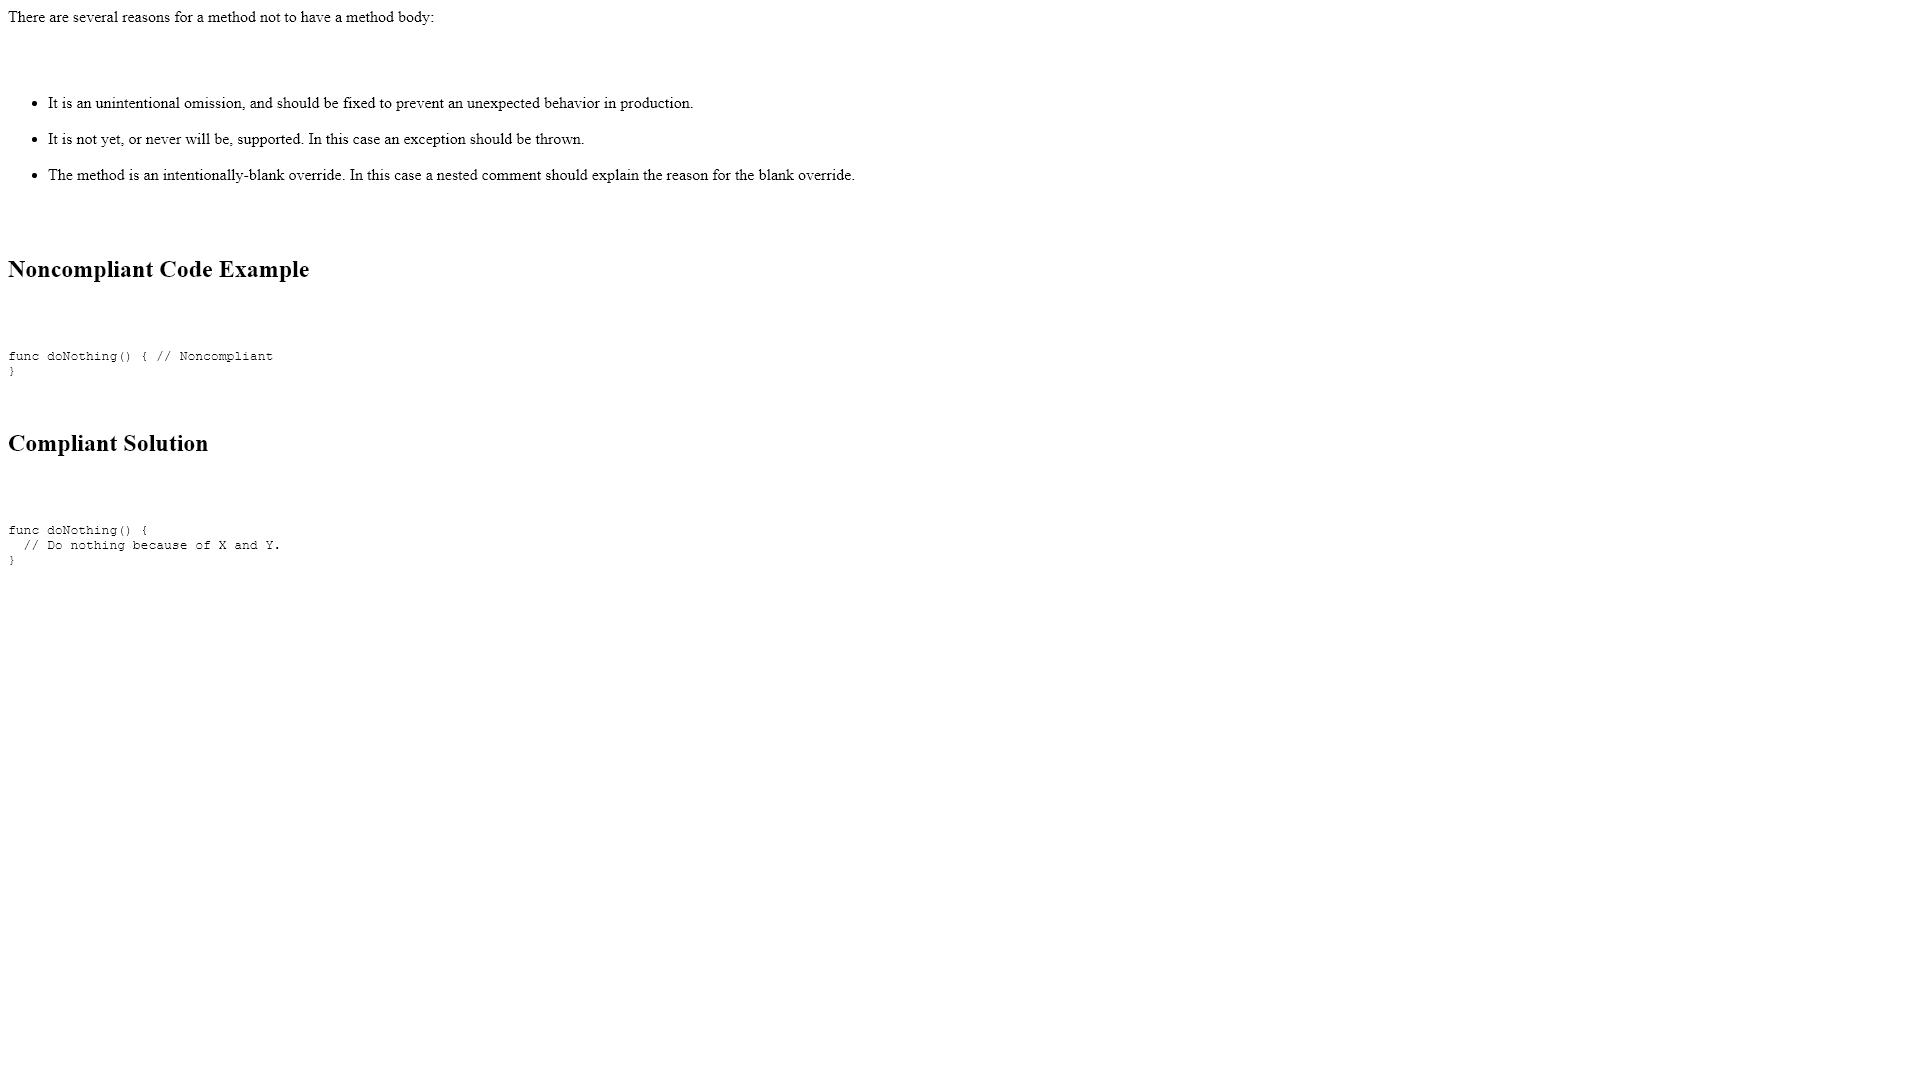 There are several reasons for a method not to have a method body:
• It is an unintentional omission, and should be fixed to prevent an unexpected behavior in production.
• It is not yet, or never will be, supported. In this case an exception should be thrown.
• The method is an intentionally-blank override. In this case a nested comment should explain the reason for the blank override.
Noncompliant Code Example
func doNothing() { // Noncompliant
}
Compliant Solution
func doNothing() {
  // Do nothing because of X and Y.
}